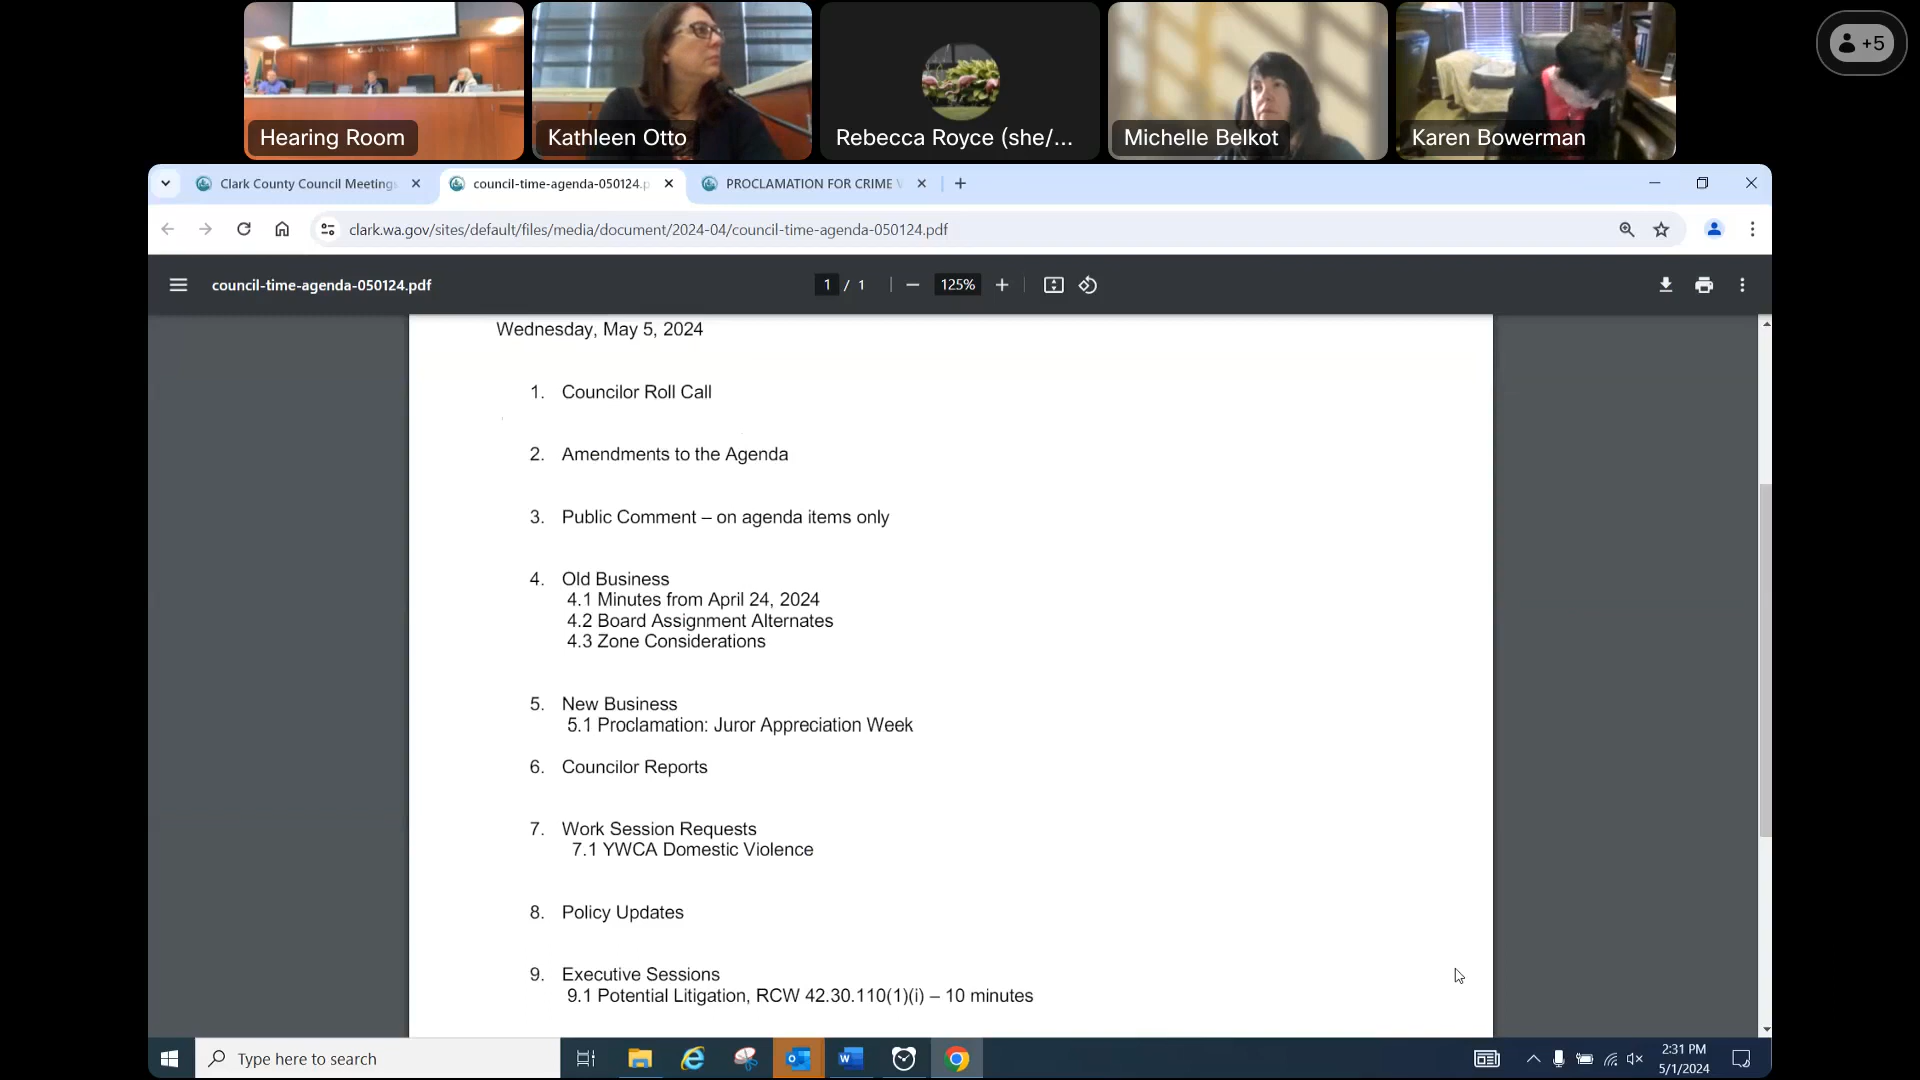 In God We Trust
+5
Hearing Room
Kathleen Otto
Rebecca Royce (she/...
Michelle Belkot
Karen Bowerman
Clark County Council Meetings
council-time-agenda-050124.p
PROCLAMATION FOR CRIME V
clark.wa.gov/sites/default/files/media/document/2024-04/council-time-agenda-050124.pdf
council-time-agenda-050124.pdf
1 / 1
125%
Wednesday, May 5, 2024
1. Councilor Roll Call
2. Amendments to the Agenda
3. Public Comment – on agenda items only
4. Old Business
4.1 Minutes from April 24, 2024
4.2 Board Assignment Alternates
4.3 Zone Considerations
5. New Business
5.1 Proclamation: Juror Appreciation Week
6. Councilor Reports
7. Work Session Requests
7.1 YWCA Domestic Violence
8. Policy Updates
9. Executive Sessions
9.1 Potential Litigation, RCW 42.30.110(1)(i) – 10 minutes
Type here to search
2:31 PM
5/1/2024